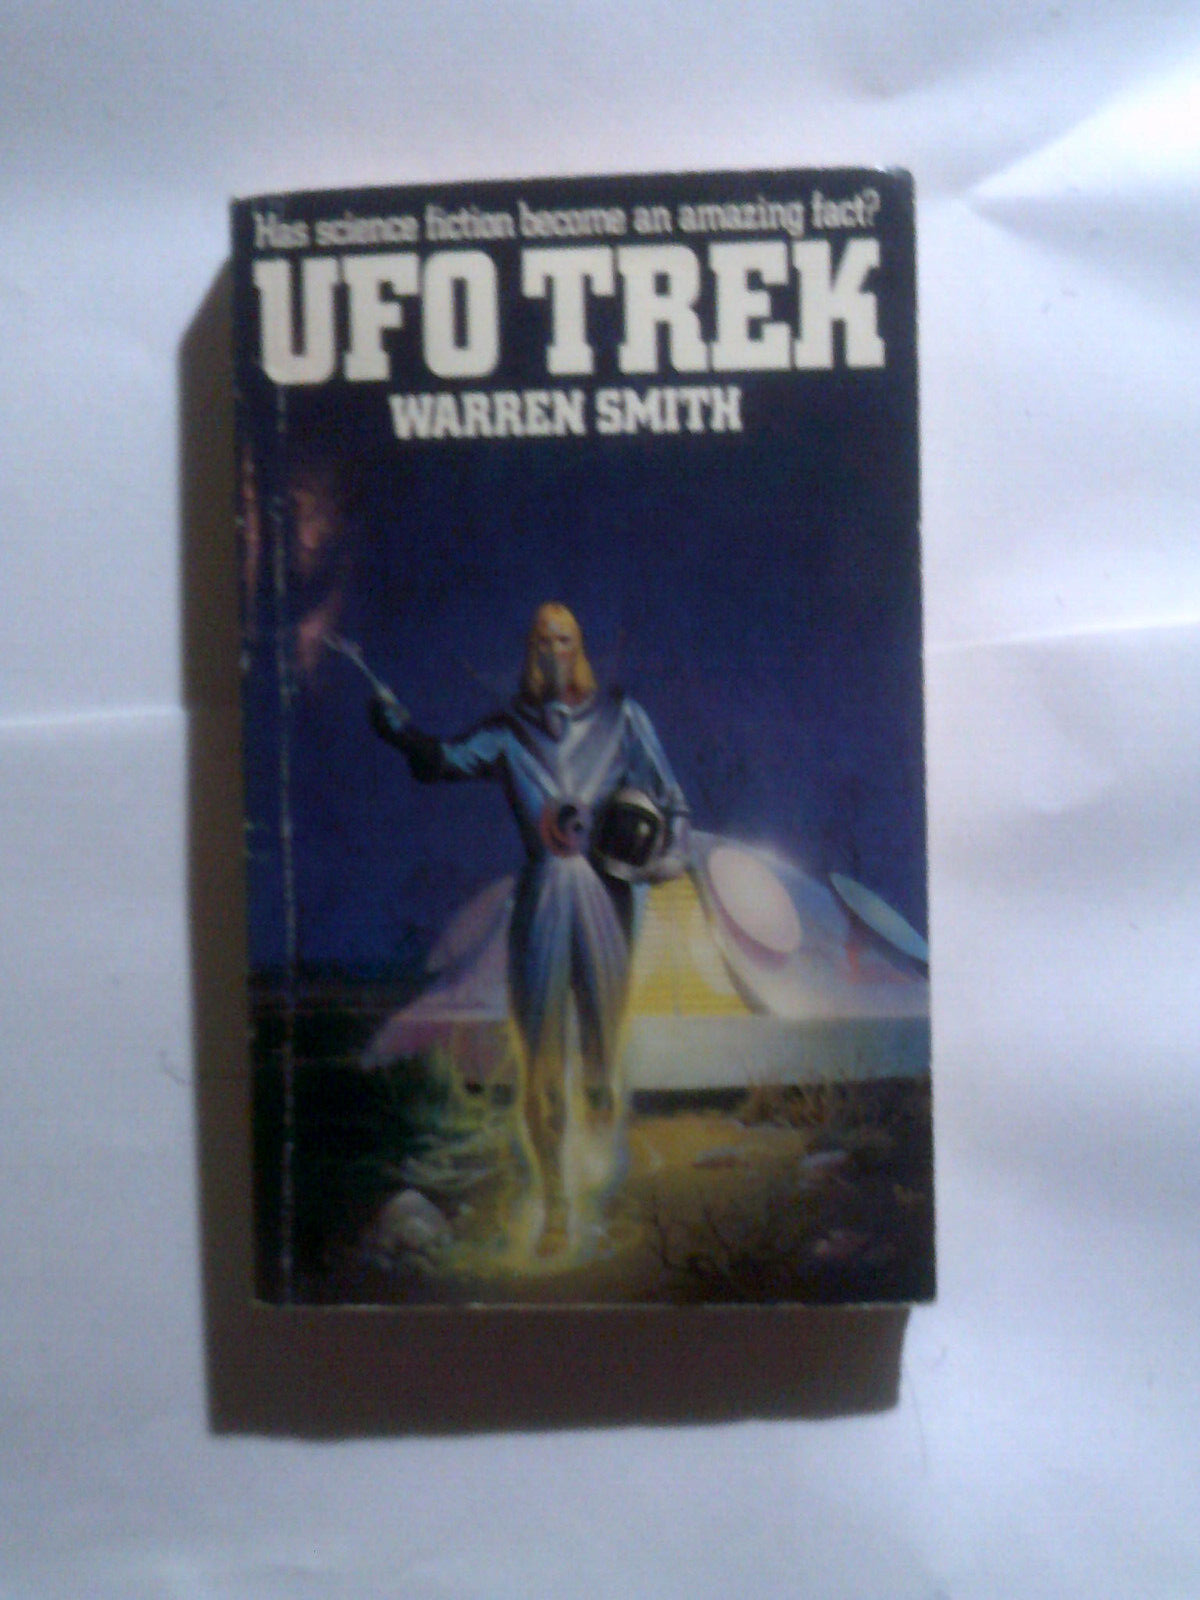 Has science fiction become an amazing fact?
UFO TREK
WARREN SMITH